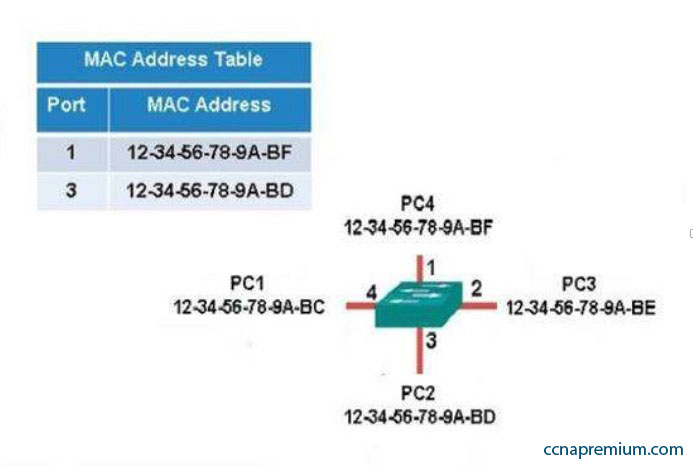 MAC Address Table
Port MAC Address
1 12-34-56-78-9A-BF
3 12-34-56-78-9A-BD
PC4
12-34-56-78-9A-BF
1
PC1
12-34-56-78-9A-BC
4
2
PC3
12-34-56-78-9A-BE
3
PC2
12-34-56-78-9A-BD
ccnapremium.com